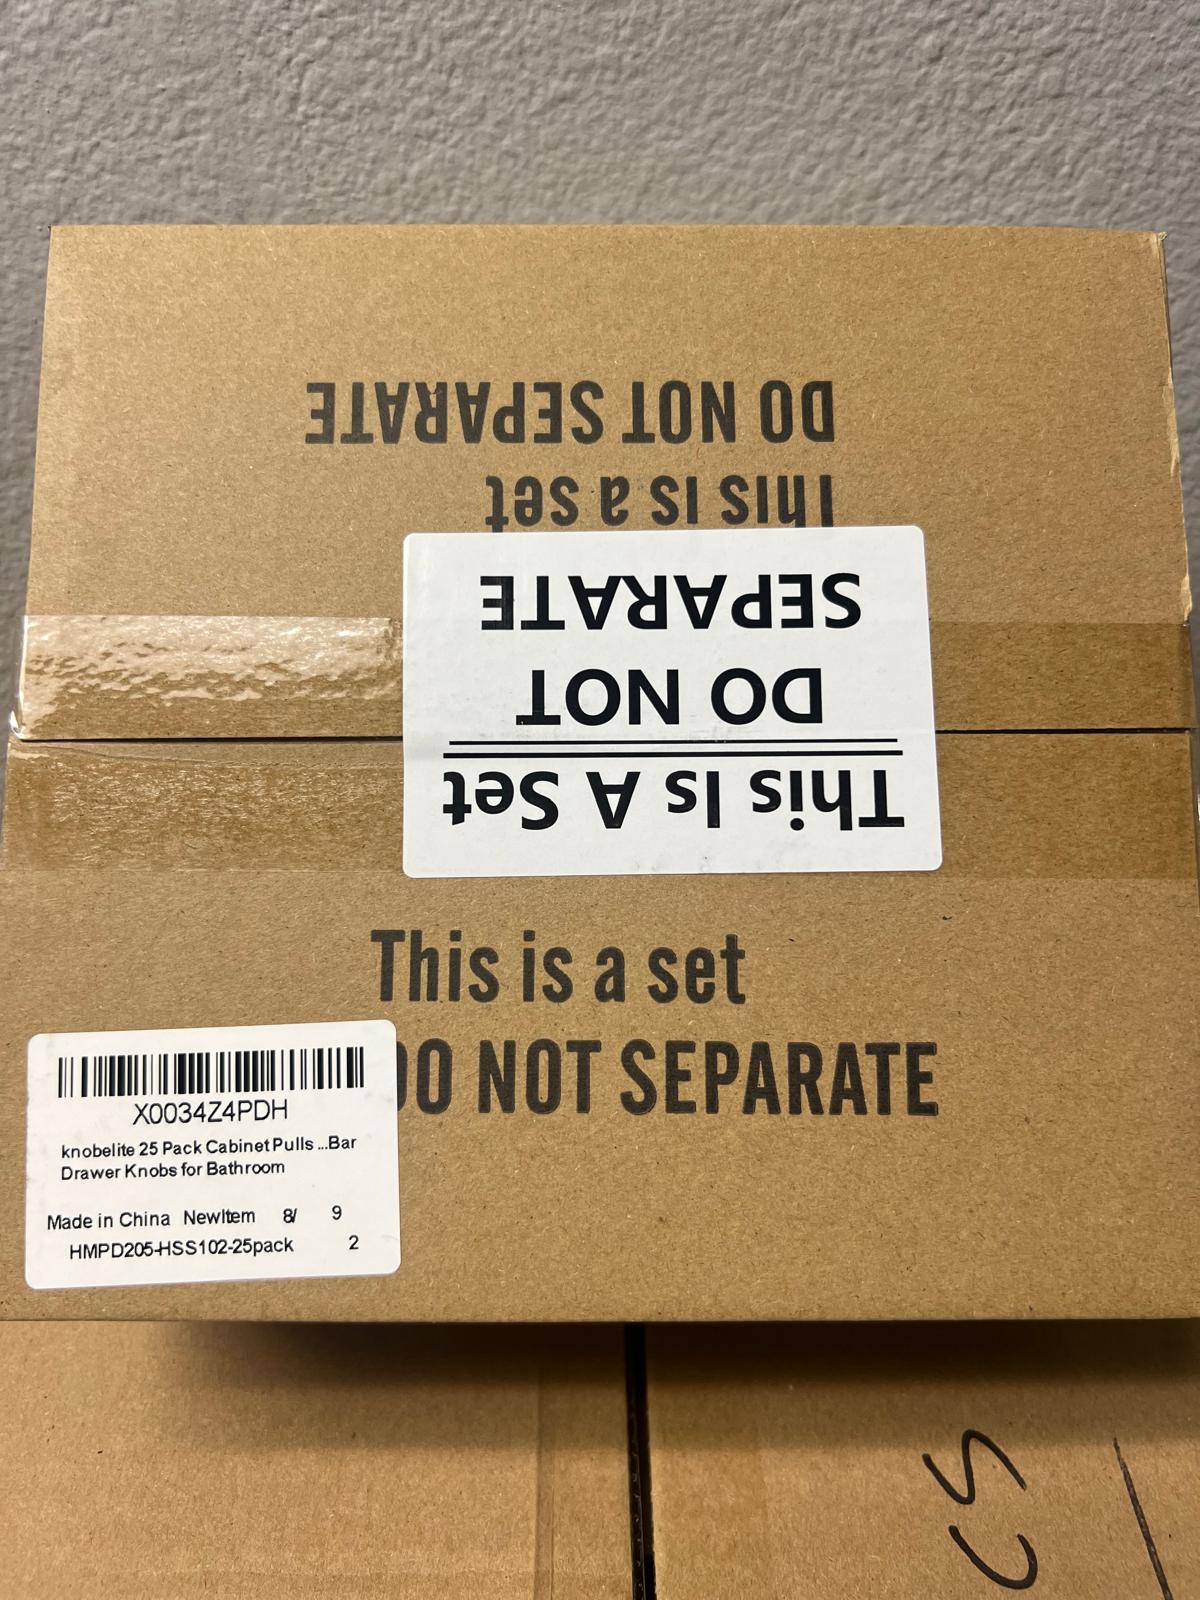 DO NOT SEPARATE
This is a set
SEPARATE
DO NOT
This Is A Set
This is a set
DO NOT SEPARATE
X0034Z4PDH
knobelite 25 Pack Cabinet Pulls ...Bar
Drawer Knobs for Bathroom
Made in China NewItem 8/ 9
HMPD205-HSS102-25pack 2